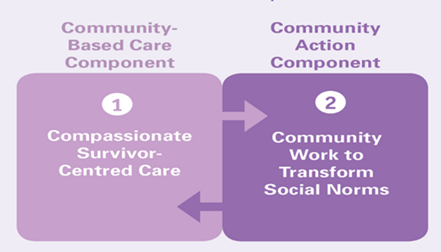 Community-
Based Care
Component
1
Compassionate
Survivor-
Centred Care
Community
Action
Component
2
Community
Work to
Transform
Social Norms